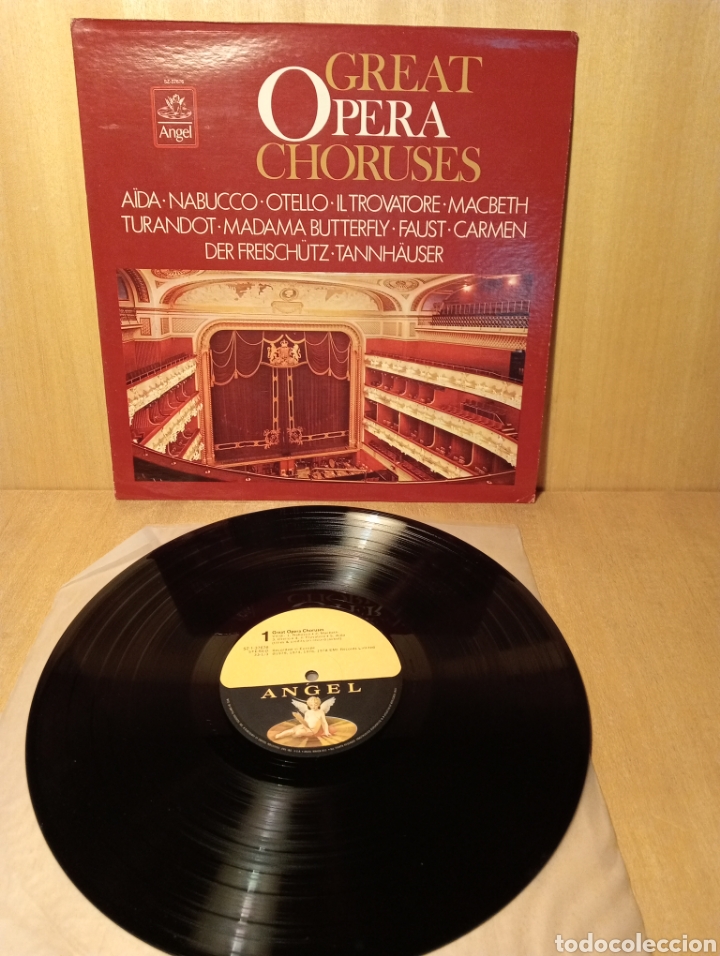 Angel
GREAT
OPERA
CHORUSES
AÏDA · NABUCCO · OTELLO · IL TROVATORE · MACBETH
TURANDOT · MADAMA BUTTERFLY · FAUST · CARMEN
DER FREISCHÜTZ · TANNHÄUSER
1
Great Opera Choruses
ANGEL
todocoleccion